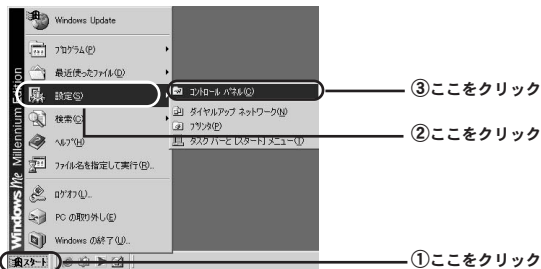 Windows Update
プログラム(P)
最近使ったファイル(D)
設定(S)
検索(C)
ヘルプ(H)
ファイル名を指定して実行(R)...
ログオフ(L)...
PC の取り外し(E)
Windows の終了(U)...
Windows Me Millennium Edition
コントロール パネル(C)
ダイヤルアップ ネットワーク(N)
プリンタ(P)
タスク バーと [スタート] メニュー(T)
スタート
③ここをクリック
②ここをクリック
①ここをクリック